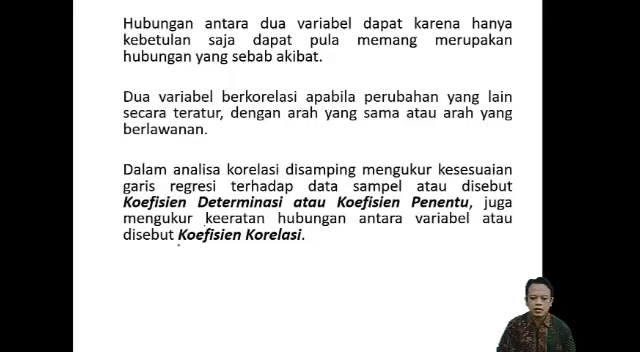 Hubungan antara dua variabel dapat karena hanya
kebetulan saja dapat pula memang merupakan
hubungan yang sebab akibat.
Dua variabel berkorelasi apabila perubahan yang lain
secara teratur, dengan arah yang sama atau arah yang
berlawanan.
Dalam analisa korelasi disamping mengukur kesesuaian
garis regresi terhadap data sampel atau disebut
Koefisien Determinasi atau Koefisien Penentu, juga
mengukur keeratan hubungan antara variabel atau
disebut Koefisien Korelasi.